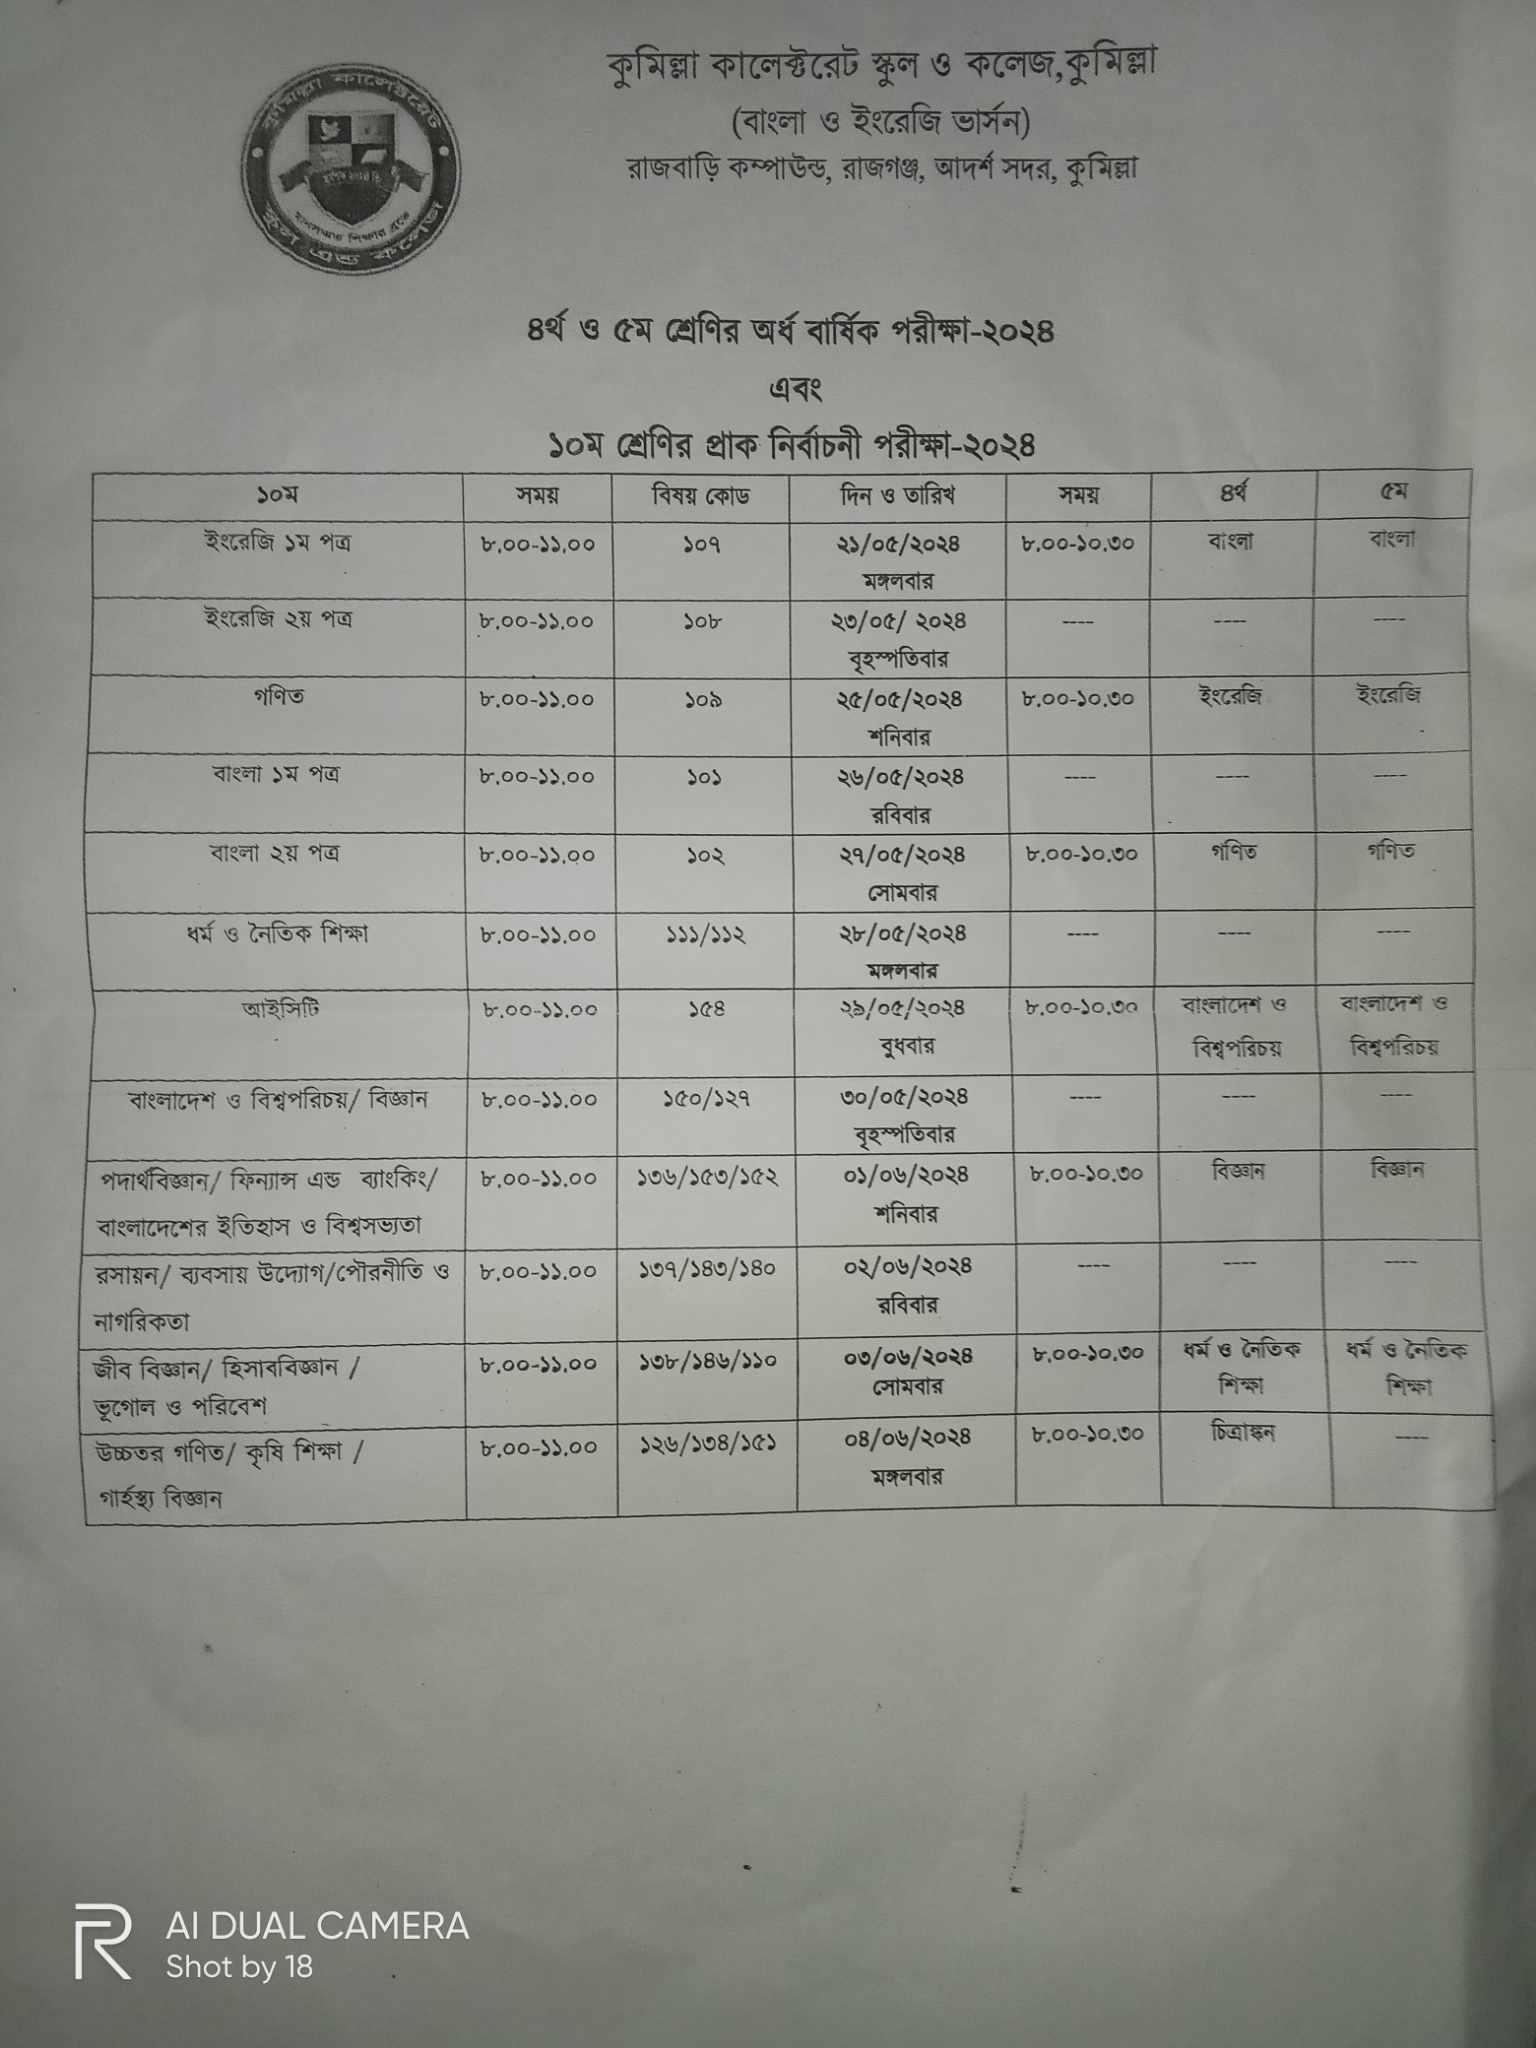 কুমিল্লা কালেক্টরেট স্কুল ও কলেজ,কুমিল্লা
(বাংলা ও ইংরেজি ভার্সন)
রাজবাড়ি কম্পাউন্ড, রাজগঞ্জ, আদর্শ সদর, কুমিল্লা
কুমিল্লা কালেক্টরেট
স্কুল এন্ড কলেজ
৪র্থ ও ৫ম শ্রেণির অর্ধ বার্ষিক পরীক্ষা-২০২৪
এবং
১০ম শ্রেণির প্রাক নির্বাচনী পরীক্ষা-২০২৪
১০ম সময় বিষয় কোড দিন ও তারিখ সময় ৪র্থ ৫ম
ইংরেজি ১ম পত্র ৮.০০-১১.০০ ১০৭ ২১/০৫/২০২৪ ৮.০০-১০.৩০ বাংলা বাংলা
মঙ্গলবার
ইংরেজি ২য় পত্র ৮.০০-১১.০০ ১০৮ ২৩/০৫/ ২০২৪ ---- ---- ----
বৃহস্পতিবার
গণিত ৮.০০-১১.০০ ১০৯ ২৫/০৫/২০২৪ ৮.০০-১০.৩০ ইংরেজি ইংরেজি
শনিবার
বাংলা ১ম পত্র ৮.০০-১১.০০ ১০১ ২৬/০৫/২০২৪ ---- ---- ----
রবিবার
বাংলা ২য় পত্র ৮.০০-১১.০০ ১০২ ২৭/০৫/২০২৪ ৮.০০-১০.৩০ গণিত গণিত
সোমবার
ধর্ম ও নৈতিক শিক্ষা ৮.০০-১১.০০ ১১১/১১২ ২৮/০৫/২০২৪ ---- ---- ----
মঙ্গলবার
আইসিটি ৮.০০-১১.০০ ১৫৪ ২৯/০৫/২০২৪ ৮.০০-১০.৩০ বাংলাদেশ ও বাংলাদেশ ও
বুধবার বিশ্বপরিচয় বিশ্বপরিচয়
বাংলাদেশ ও বিশ্বপরিচয়/ বিজ্ঞান ৮.০০-১১.০০ ১৫০/১২৭ ৩০/০৫/২০২৪ ---- ---- ----
বৃহস্পতিবার
পদার্থবিজ্ঞান/ ফিন্যান্স এন্ড ব্যাংকিং/ ৮.০০-১১.০০ ১৩৬/১৫৩/১৫২ ০১/০৬/২০২৪ ৮.০০-১০.৩০ বিজ্ঞান বিজ্ঞান
বাংলাদেশের ইতিহাস ও বিশ্বসভ্যতা শনিবার
রসায়ন/ ব্যবসায় উদ্যোগ/পৌরনীতি ও ৮.০০-১১.০০ ১৩৭/১৪৩/১৪০ ০২/০৬/২০২৪ ---- ---- ----
নাগরিকতা রবিবার
জীব বিজ্ঞান/ হিসাববিজ্ঞান / ৮.০০-১১.০০ ১৩৮/১৪৬/১১০ ০৩/০৬/২০২৪ ৮.০০-১০.৩০ ধর্ম ও নৈতিক ধর্ম ও নৈতিক
ভূগোল ও পরিবেশ সোমবার শিক্ষা শিক্ষা
উচ্চতর গণিত/ কৃষি শিক্ষা / ৮.০০-১১.০০ ১২৬/১৩৪/১৫১ ০৪/০৬/২০২৪ ৮.০০-১০.৩০ চিত্রাঙ্কন ----
গার্হস্থ্য বিজ্ঞান মঙ্গলবার
AI DUAL CAMERA
Shot by 18